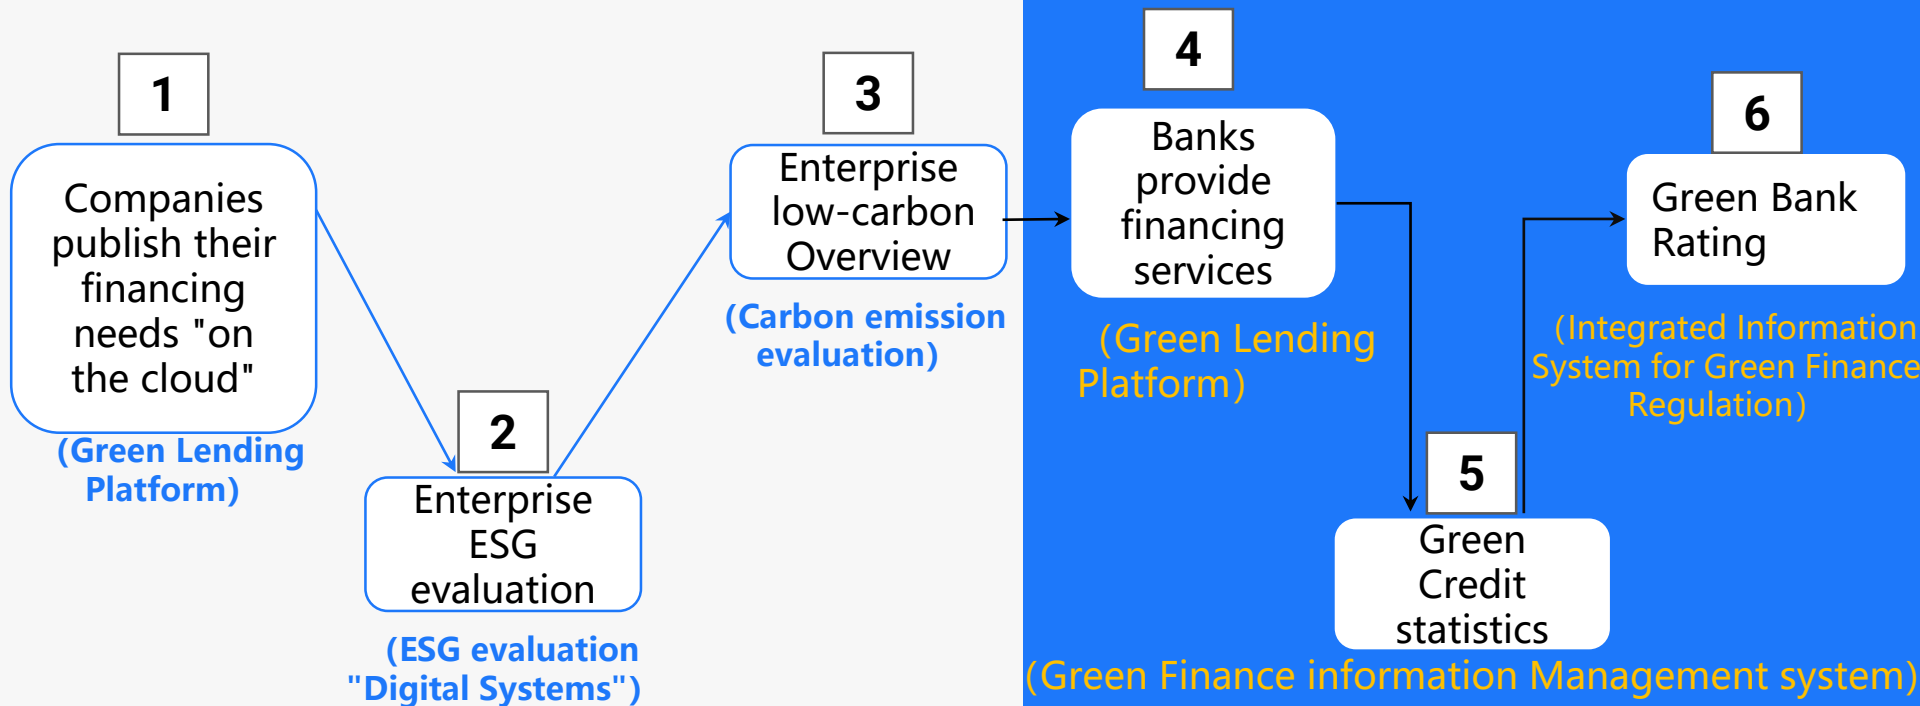 1
Companies
publish their
financing
needs "on
the cloud"
(Green Lending
Platform)
2
Enterprise
ESG
evaluation
(ESG evaluation
"Digital Systems")
3
Enterprise
low-carbon
Overview
(Carbon emission
evaluation)
4
Banks
provide
financing
services
(Green Lending
Platform)
5
Green
Credit
statistics
(Green Finance information Management system)
6
Green Bank
Rating
(Integrated Information
System for Green Finance
Regulation)